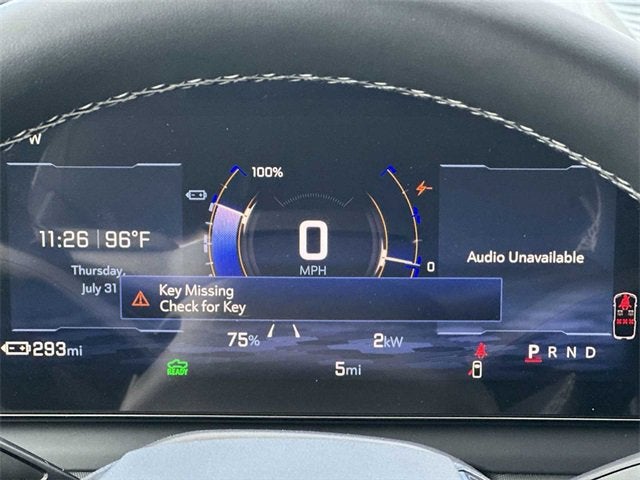 W
100%
11:26 | 96°F
0
MPH
Audio Unavailable
0
Thursday,
July 31
Key Missing
Check for Key
293mi
75%
2kW
P R N D
READY
5mi